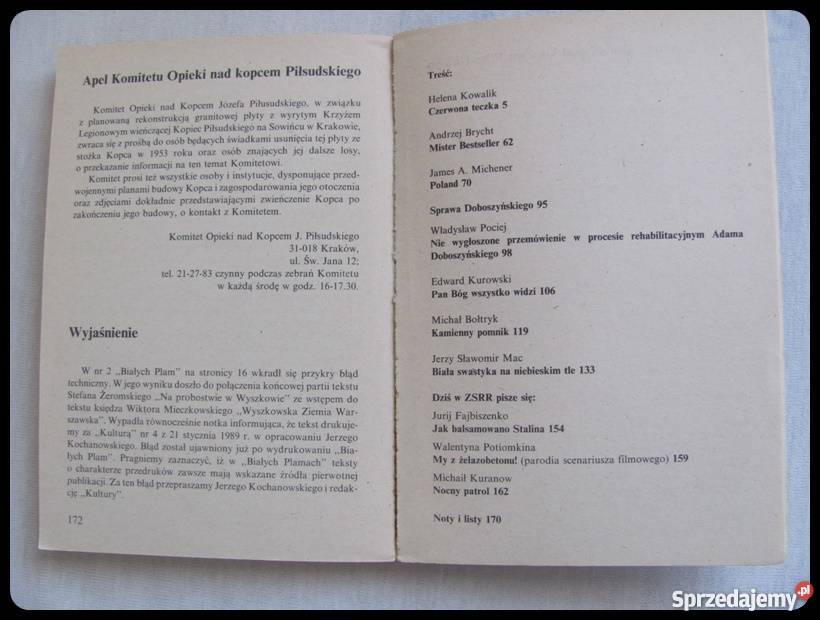 Apel Komitetu Opieki nad kopcem Piłsudskiego
Komitet Opieki nad Kopcem Józefa Piłusudskiego, w związku
z planowaną rekonstrukcją granitowej płyty z wyrytym Krzyżem
Legionowym wieńczącej Kopiec Piłsudskiego na Sowińcu w Krakowie,
zwraca się z prośbą do osób będących świadkami usunięcia tej płyty ze
stożka Kopca w 1953 roku oraz osób znających jej dalsze losy,
o przekazanie informacji na ten temat Komitetowi.
Komitet prosi też wszystkie osoby i instytucje, dysponujące przed-
wojennymi planami budowy Kopca i zagospodarowania jego otoczenia
oraz zdjęciami dokładnie przedstawiającymi zwieńczenie Kopca po
zakończeniu jego budowy, o kontakt z Komitetem.
Komitet Opieki nad Kopcem J. Piłsudskiego
31-018 Kraków,
ul. Św. Jana 12;
tel. 21-27-83 czynny podczas zebrań Komitetu
w każdą środę w godz. 16-17.30.
Wyjaśnienie
W nr 2 „Białych Plam” na stronicy 16 wkradł się przykry błąd
techniczny. W jego wyniku doszło do połączenia końcowej partii tekstu
Stefana Żeromskiego „Na probostwie w Wyszkowie” ze wstępem do
tekstu księdza Wiktora Mieczkowskiego „Wyszkowska Ziemia War-
szawska”. Wypadła równocześnie notka informująca, że tekst drukuje-
my za „Kulturą” nr 4 z 21 stycznia 1989 r. w opracowaniu Jerzego
Kochanowskiego. Błąd został ujawniony już po wydrukowaniu „Bia-
łych Plam”. Pragniemy zaznaczyć, iż w „Białych Plamach” teksty
o charakterze przedruków zawsze mają wskazane źródła pierwotnej
publikacji. Za ten błąd przepraszamy Jerzego Kochanowskiego i redak-
cję „Kultury”.
172
Treść:
Helena Kowalik
Czerwona teczka 5
Andrzej Brycht
Mister Bestseller 62
James A. Michener
Poland 70
Sprawa Doboszyńskiego 95
Władysław Pociej
Nie wygłoszone przemówienie w procesie rehabilitacyjnym Adama
Doboszyńskiego 98
Edward Kurowski
Pan Bóg wszystko widzi 106
Michał Bołtryk
Kamienny pomnik 119
Jerzy Sławomir Mac
Biała swastyka na niebieskim tle 133
Dziś w ZSRR pisze się:
Jurij Fajbiszenko
Jak balsamowano Stalina 154
Walentyna Potiomkina
My z żelazobetonu! (parodia scenariusza filmowego) 159
Michaił Kuranow
Nocny patrol 162
Noty i listy 170
Sprzedajemy.pl